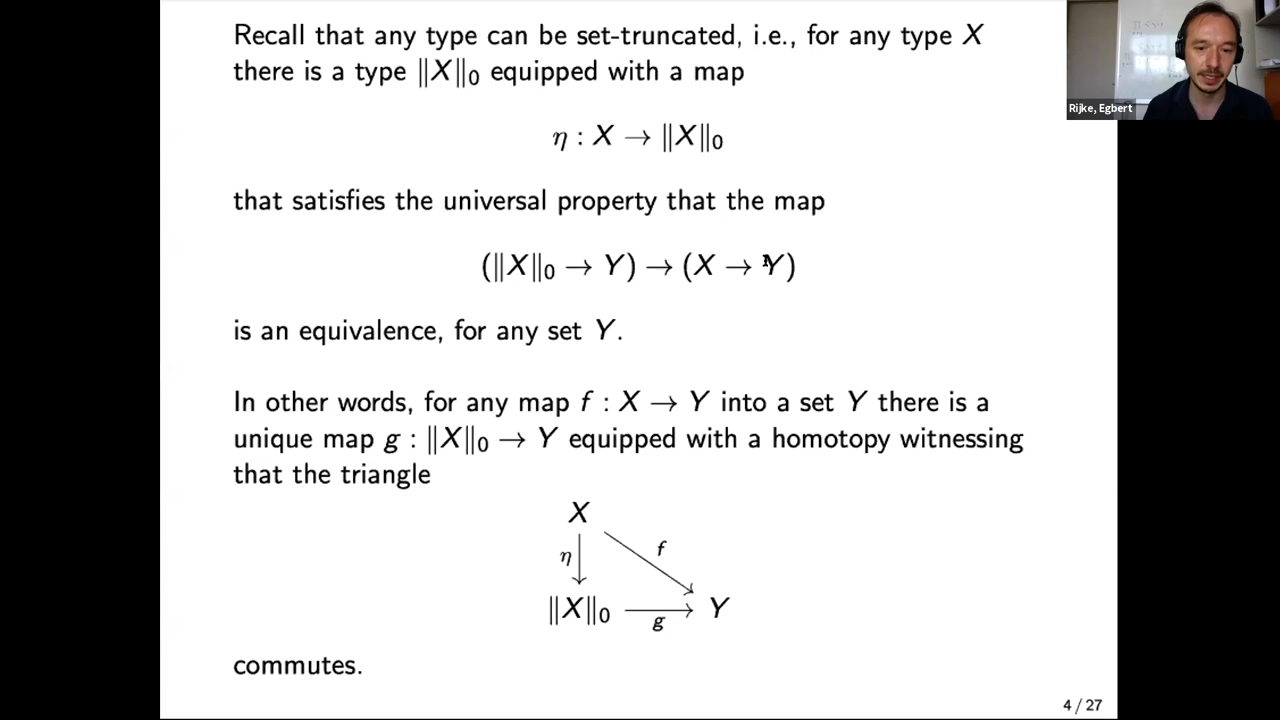 Recall that any type can be set-truncated, i.e., for any type X
there is a type ‖X‖₀ equipped with a map
η : X → ‖X‖₀
that satisfies the universal property that the map
(‖X‖₀ → Y) → (X → Y)
is an equivalence, for any set Y.
In other words, for any map f : X → Y into a set Y there is a
unique map g : ‖X‖₀ → Y equipped with a homotopy witnessing
that the triangle
X
η f
‖X‖₀ Y
g
commutes.
4 / 27
Rijke, Egbert